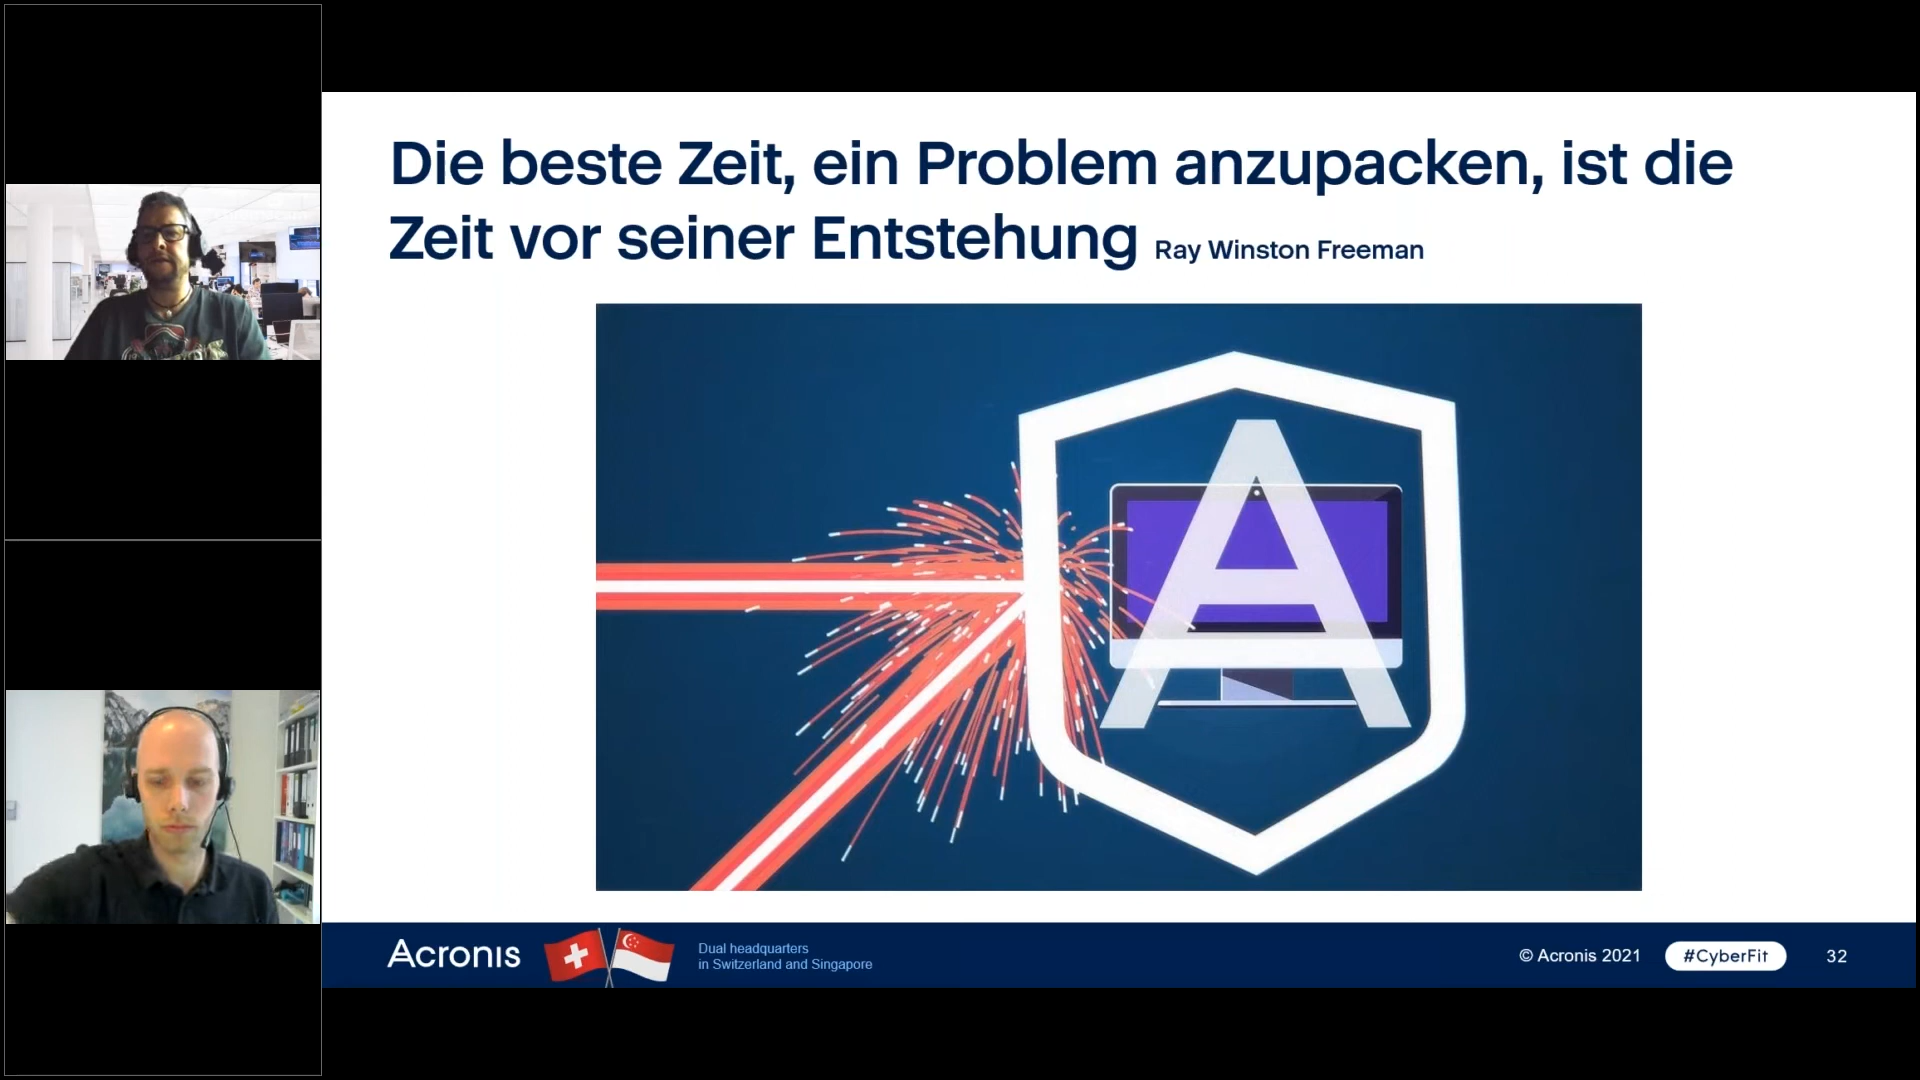 Die beste Zeit, ein Problem anzupacken, ist die
Zeit vor seiner Entstehung Ray Winston Freeman
A
Acronis
Dual headquarters
in Switzerland and Singapore
© Acronis 2021
#CyberFit
32